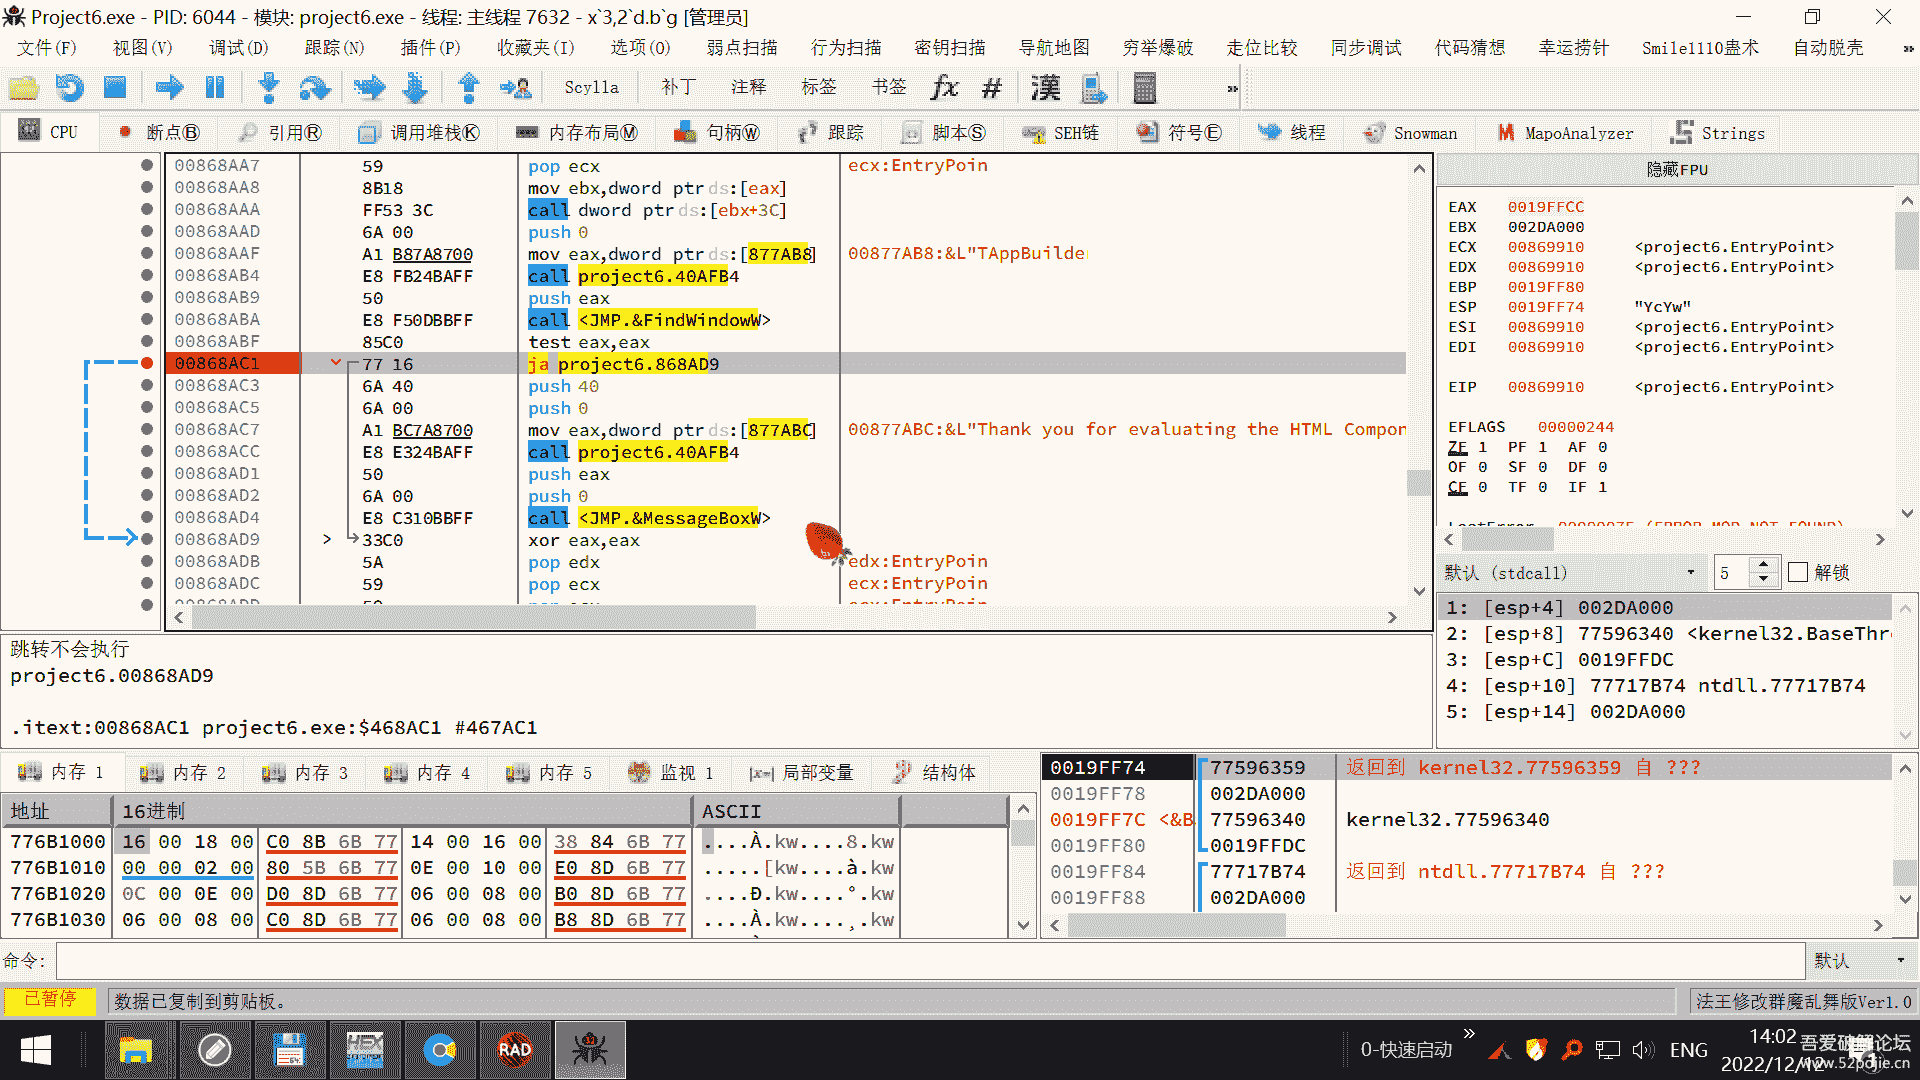 Project6.exe - PID: 6044 - 模块: project6.exe - 线程: 主线程 7632 - x`3,2`d.b`g [管理员]
文件(F) 视图(V) 调试(D) 跟踪(N) 插件(P) 收藏夹(I) 选项(O) 弱点扫描 行为扫描 密钥扫描 导航地图 穷举爆破 走位比较 同步调试 代码猜想 幸运捞针 Smile1110蛊术 自动脱壳 »
Scylla 补丁 注释 标签 书签 fx # 漢 »
CPU 断点Ⓑ 引用Ⓡ 调用堆栈Ⓚ 内存布局Ⓜ 句柄Ⓦ 跟踪 脚本Ⓢ SEH链 符号Ⓔ 线程 Snowman MapoAnalyzer Strings
00868AA7 59 pop ecx ecx:EntryPoin
00868AA8 8B18 mov ebx,dword ptr ds:[eax]
00868AAA FF53 3C call dword ptr ds:[ebx+3C]
00868AAD 6A 00 push 0
00868AAF A1 B87A8700 mov eax,dword ptr ds:[877AB8] 00877AB8:&L"TAppBuilde
00868AB4 E8 FB24BAFF call project6.40AFB4
00868AB9 50 push eax
00868ABA E8 F50DBBFF call <JMP.&FindWindowW>
00868ABF 85C0 test eax,eax
00868AC1 77 16 ja project6.868AD9
00868AC3 6A 40 push 40
00868AC5 6A 00 push 0
00868AC7 A1 BC7A8700 mov eax,dword ptr ds:[877ABC] 00877ABC:&L"Thank you for evaluating the HTML Compon
00868ACC E8 E324BAFF call project6.40AFB4
00868AD1 50 push eax
00868AD2 6A 00 push 0
00868AD4 E8 C310BBFF call <JMP.&MessageBoxW>
00868AD9 33C0 xor eax,eax
00868ADB 5A pop edx edx:EntryPoin
00868ADC 59 pop ecx ecx:EntryPoin
隐藏FPU
EAX 0019FFCC
EBX 002DA000
ECX 00869910 <project6.EntryPoint>
EDX 00869910 <project6.EntryPoint>
EBP 0019FF80
ESP 0019FF74 "YcYw"
ESI 00869910 <project6.EntryPoint>
EDI 00869910 <project6.EntryPoint>
EIP 00869910 <project6.EntryPoint>
EFLAGS 00000244
ZF 1 PF 1 AF 0
OF 0 SF 0 DF 0
CF 0 TF 0 IF 1
默认 (stdcall) 5 解锁
1: [esp+4] 002DA000
2: [esp+8] 77596340 <kernel32.BaseThr
3: [esp+C] 0019FFDC
4: [esp+10] 77717B74 ntdll.77717B74
5: [esp+14] 002DA000
跳转不会执行
project6.00868AD9
.itext:00868AC1 project6.exe:$468AC1 #467AC1
内存 1 内存 2 内存 3 内存 4 内存 5 监视 1 |x=| 局部变量 结构体
地址 16进制 ASCII
776B1000 16 00 18 00 C0 8B 6B 77 14 00 16 00 38 84 6B 77 ....À.kw....8.kw
776B1010 00 00 02 00 80 5B 6B 77 0E 00 10 00 E0 8D 6B 77 .....[kw....à.kw
776B1020 0C 00 0E 00 D0 8D 6B 77 06 00 08 00 B0 8D 6B 77 ....Ð.kw....°.kw
776B1030 06 00 08 00 C0 8D 6B 77 06 00 08 00 B8 8D 6B 77 ....À.kw....¸.kw
0019FF74 77596359 返回到 kernel32.77596359 自 ???
0019FF78 002DA000
0019FF7C <&B 77596340 kernel32.77596340
0019FF80 0019FFDC
0019FF84 77717B74 返回到 ntdll.77717B74 自 ???
0019FF88 002DA000
命令: 默认
已暂停 数据已复制到剪贴板。 法王修改群魔乱舞版Ver1.0
0-快速启动 » ENG 14:02
2022/12/12
吾爱破解论坛
www.52pojie.cn